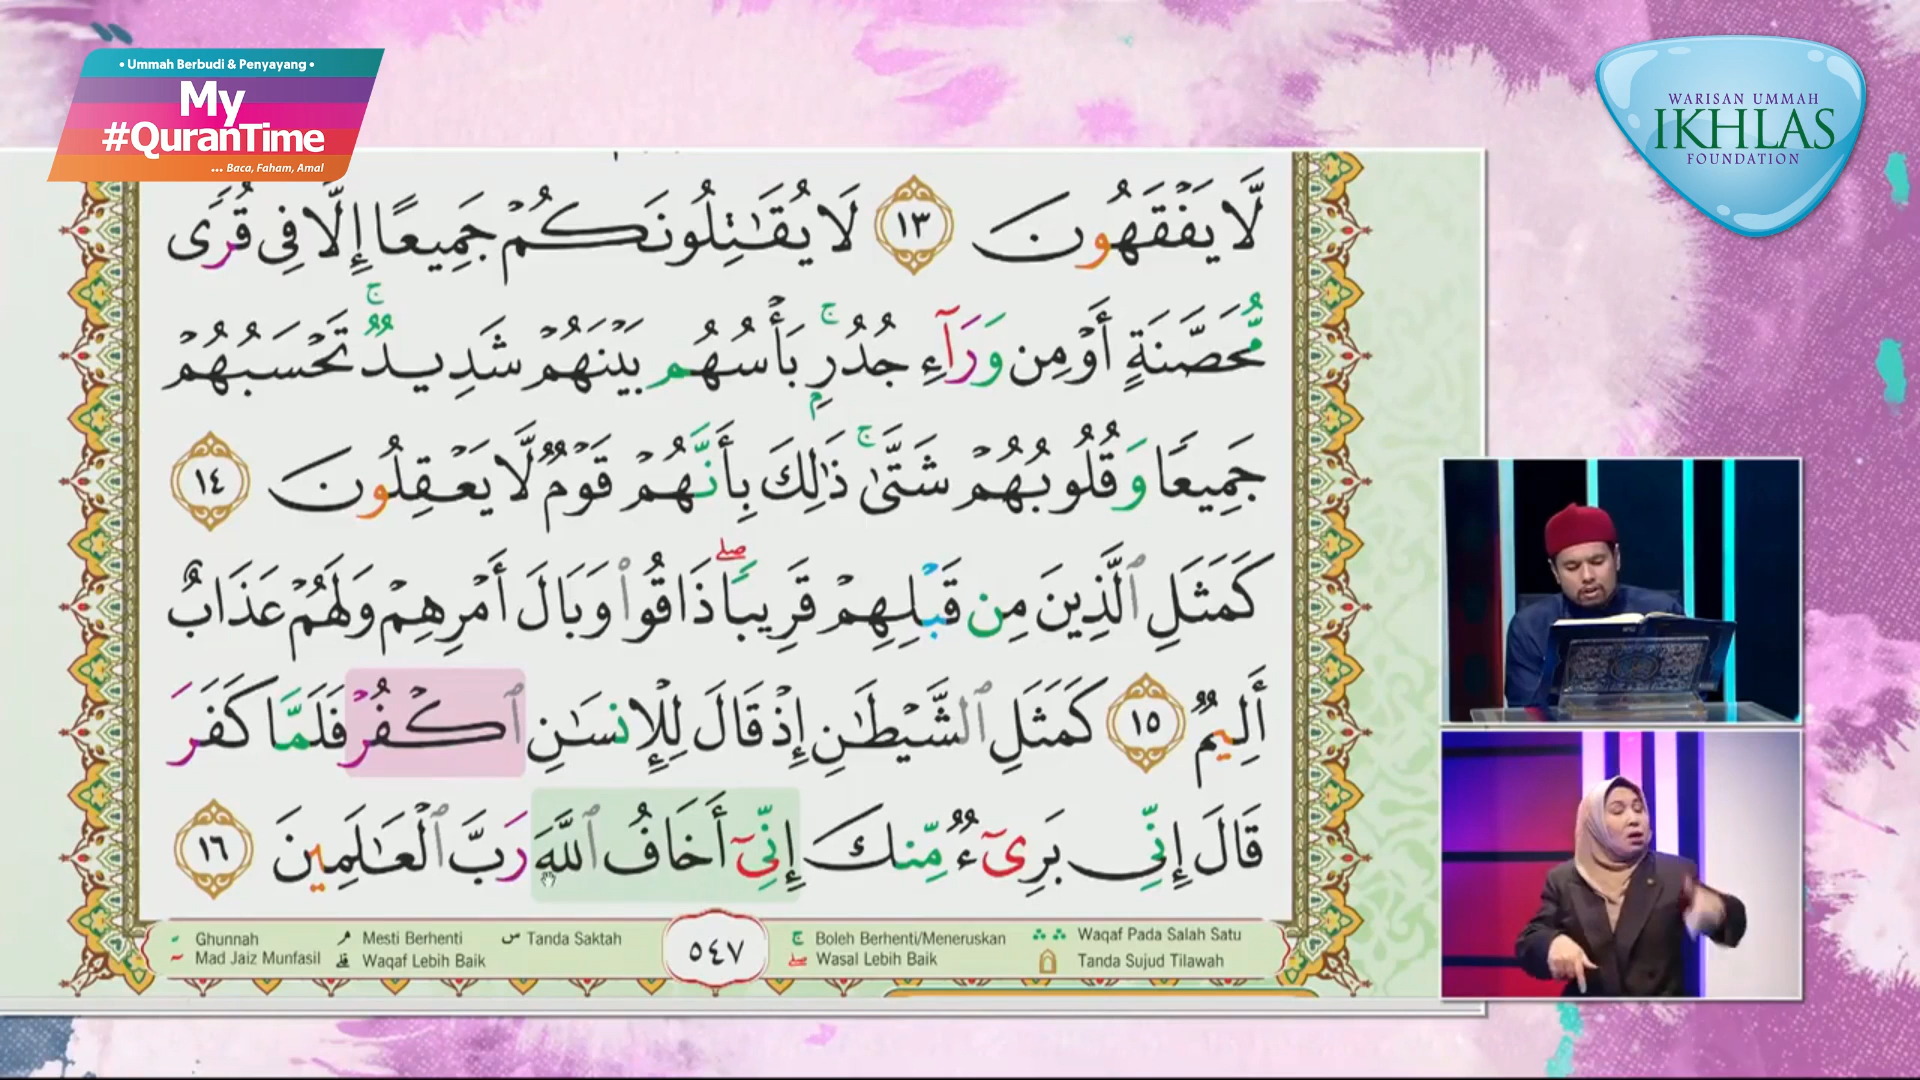 • Ummah Berbudi & Penyayang •
My
#QuranTime
... Baca, Faham, Amal
WARISAN UMMAH
IKHLAS
FOUNDATION
لَّا يَفْقَهُونَ ١٣ لَا يُقَٰتِلُونَكُمْ جَمِيعًا إِلَّا فِى قُرًى
مُّحَصَّنَةٍ أَوْ مِن وَرَآءِ جُدُرٍۭ ۚ بَأْسُهُم بَيْنَهُمْ شَدِيدٌ ۚ تَحْسَبُهُمْ
جَمِيعًا وَقُلُوبُهُمْ شَتَّىٰ ۚ ذَٰلِكَ بِأَنَّهُمْ قَوْمٌ لَّا يَعْقِلُونَ ١٤
كَمَثَلِ ٱلَّذِينَ مِن قَبْلِهِمْ قَرِيبًا ۖ ذَاقُوا۟ وَبَالَ أَمْرِهِمْ وَلَهُمْ عَذَابٌ
أَلِيمٌ ١٥ كَمَثَلِ ٱلشَّيْطَٰنِ إِذْ قَالَ لِلْإِنسَٰنِ ٱكْفُرْ فَلَمَّا كَفَرَ
قَالَ إِنِّى بَرِىٓءٌ مِّنكَ إِنِّىٓ أَخَافُ ٱللَّهَ رَبَّ ٱلْعَٰلَمِينَ ١٦
Ghunnah
Mad Jaiz Munfasil
Mesti Berhenti
Waqaf Lebih Baik
Tanda Saktah
٥٤٧
Boleh Berhenti/Meneruskan
Wasal Lebih Baik
Waqaf Pada Salah Satu
Tanda Sujud Tilawah